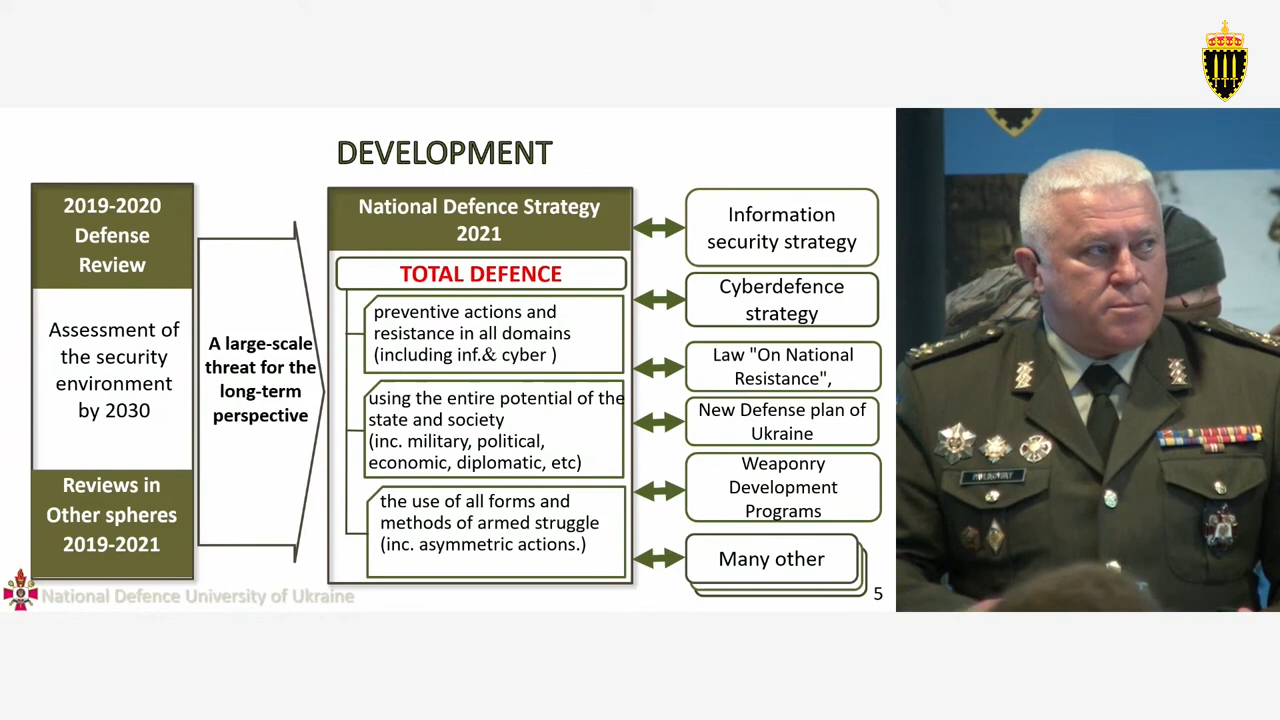 DEVELOPMENT
2019-2020
Defense
Review
Assessment of
the security
environment
by 2030
Reviews in
Other spheres
2019-2021
A large-scale
threat for the
long-term
perspective
National Defence Strategy
2021
TOTAL DEFENCE
preventive actions and
resistance in all domains
(including inf.& cyber )
using the entire potential of the
state and society
(inc. military, political,
economic, diplomatic, etc)
the use of all forms and
methods of armed struggle
(inc. asymmetric actions.)
Information
security strategy
Cyberdefence
strategy
Law "On National
Resistance",
New Defense plan of
Ukraine
Weaponry
Development
Programs
Many other
5
National Defence University of Ukraine